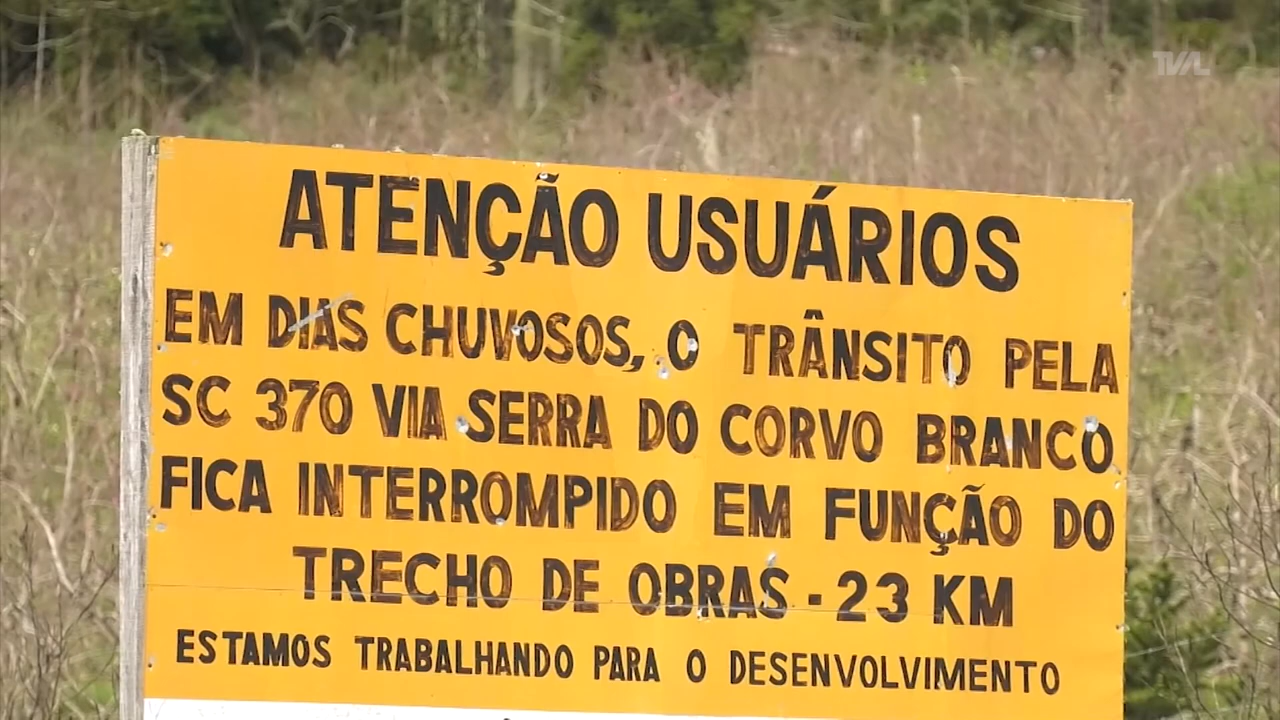 TVAL
ATENÇÃO USUÁRIOS
EM DIAS CHUVOSOS, O TRÂNSITO PELA
SC 370 VIA SERRA DO CORVO BRANCO
FICA INTERROMPIDO EM FUNÇÃO DO
TRECHO DE OBRAS - 23 KM
ESTAMOS TRABALHANDO PARA O DESENVOLVIMENTO